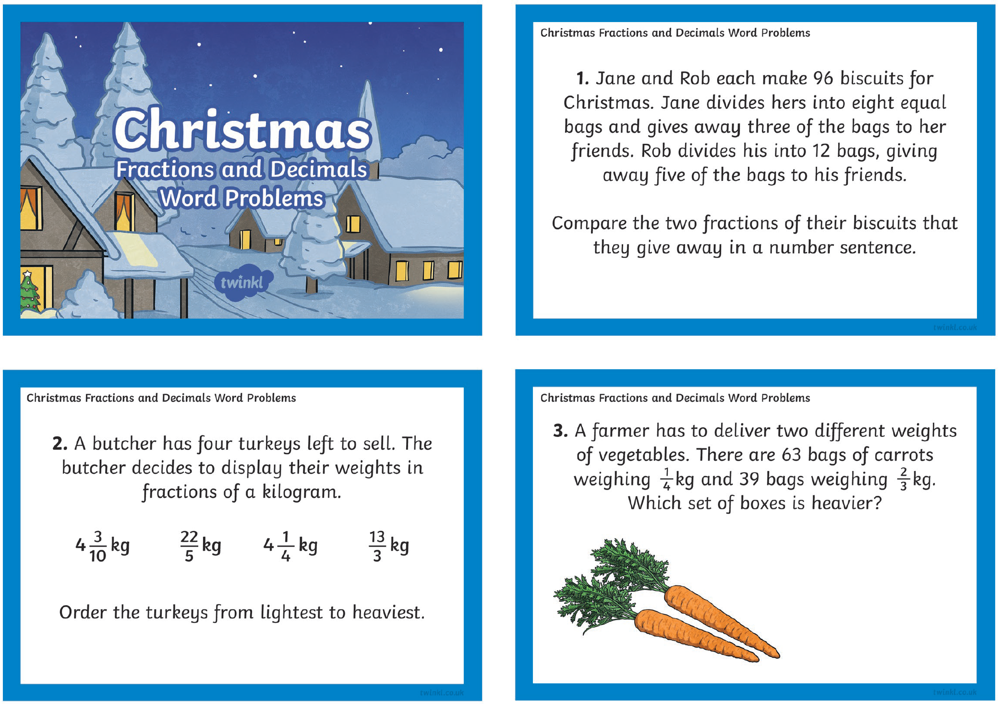 Christmas
Fractions and Decimals
Word Problems
twinkl
Christmas Fractions and Decimals Word Problems
1. Jane and Rob each make 96 biscuits for
Christmas. Jane divides hers into eight equal
bags and gives away three of the bags to her
friends. Rob divides his into 12 bags, giving
away five of the bags to his friends.
Compare the two fractions of their biscuits that
they give away in a number sentence.
twinkl.co.uk
Christmas Fractions and Decimals Word Problems
2. A butcher has four turkeys left to sell. The
butcher decides to display their weights in
fractions of a kilogram.
4 3/10 kg 22/5 kg 4 1/4 kg 13/3 kg
Order the turkeys from lightest to heaviest.
twinkl.co.uk
Christmas Fractions and Decimals Word Problems
3. A farmer has to deliver two different weights
of vegetables. There are 63 bags of carrots
weighing 1/4 kg and 39 bags weighing 2/3 kg.
Which set of boxes is heavier?
twinkl.co.uk